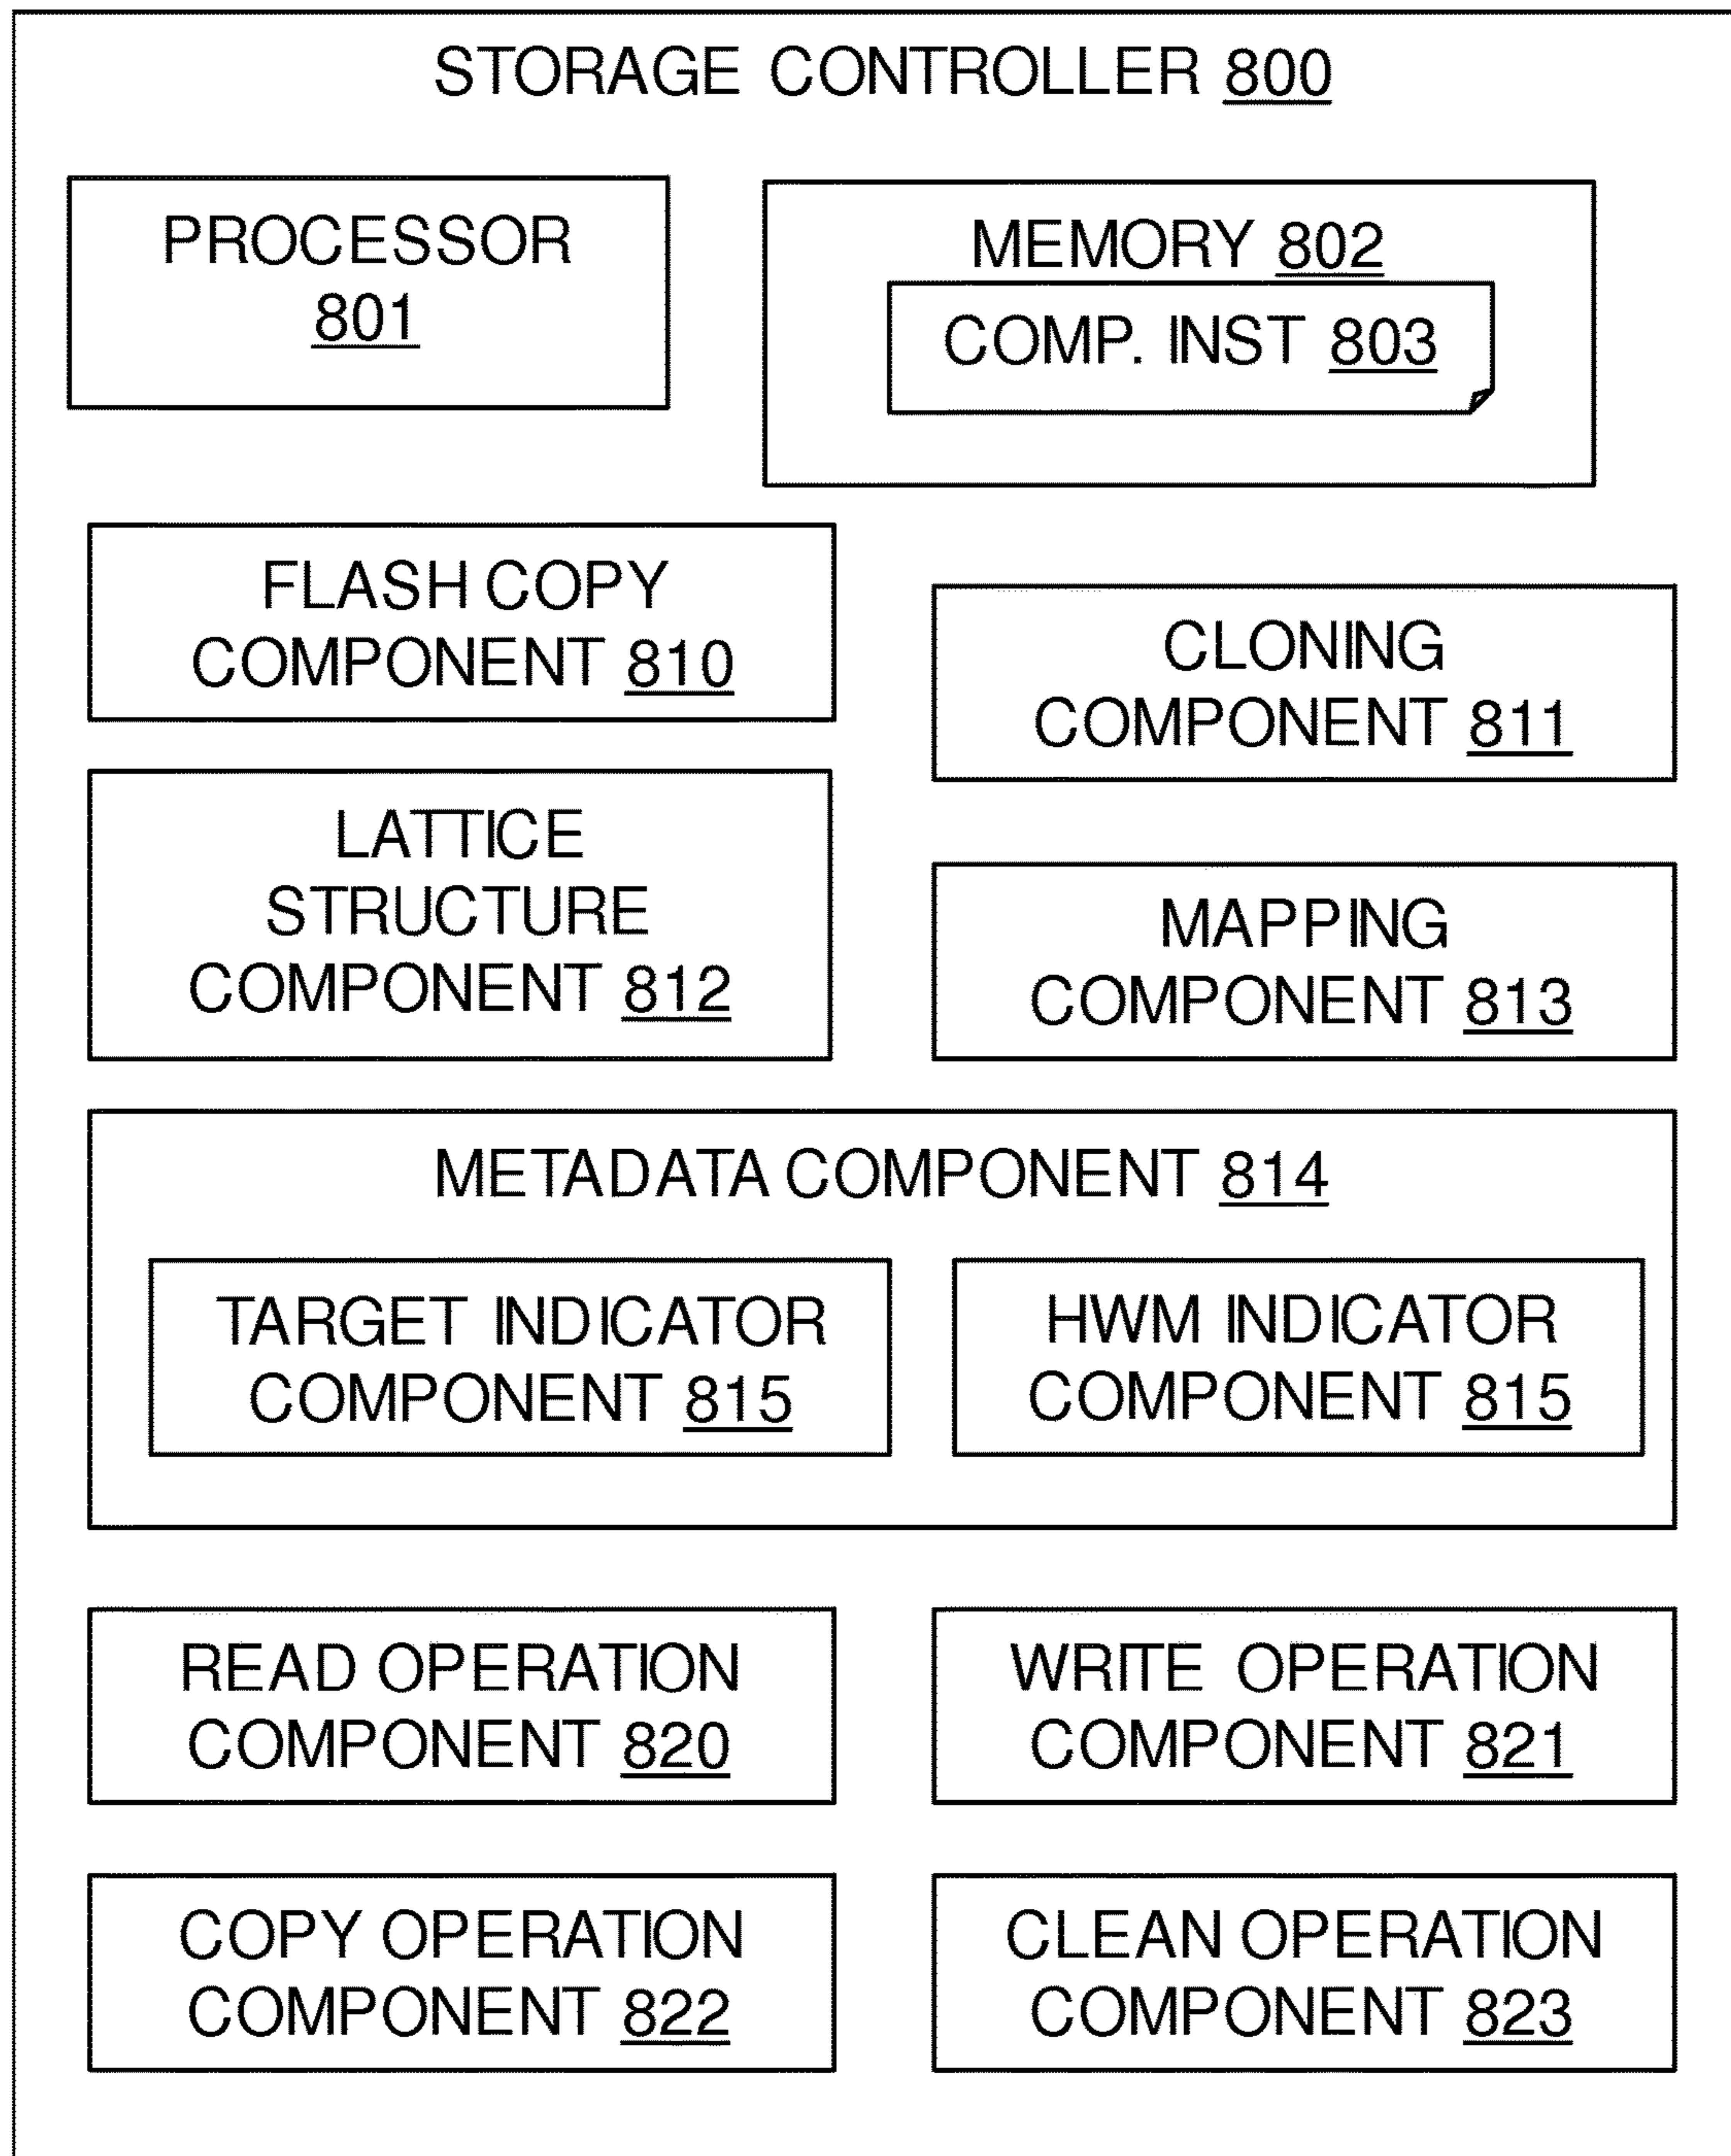 STORAGE CONTROLLER 800
PROCESSOR
801
MEMORY 802
COMP. INST 803
FLASH COPY
COMPONENT 810
CLONING
COMPONENT 811
LATTICE
STRUCTURE
COMPONENT 812
MAPPING
COMPONENT 813
METADATA COMPONENT 814
TARGET INDICATOR
COMPONENT 815
HWM INDICATOR
COMPONENT 815
READ OPERATION
COMPONENT 820
WRITE OPERATION
COMPONENT 821
COPY OPERATION
COMPONENT 822
CLEAN OPERATION
COMPONENT 823